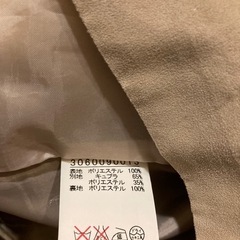 3060090013
表地 ポリエステル 100%
別地 キュプラ 65%
ポリエステル 35%
裏地 ポリエステル 100%